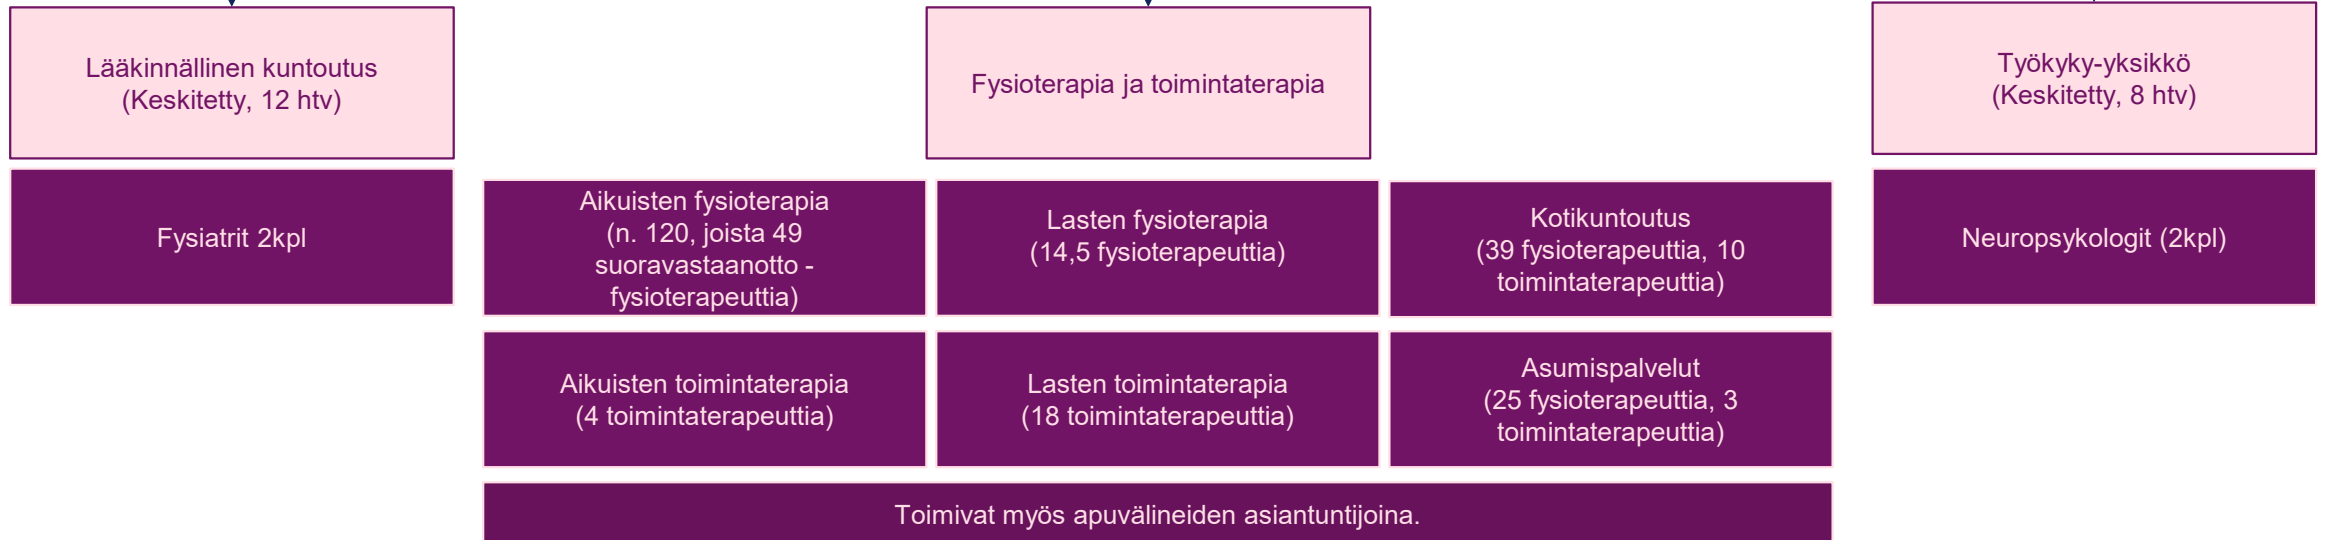 Lääkinnällinen kuntoutus
(Keskitetty, 12 htv)
Fysioterapia ja toimintaterapia
Työkyky-yksikkö
(Keskitetty, 8 htv)
Fysiatrit 2kpl
Aikuisten fysioterapia
(n. 120, joista 49
suoravastaanotto -
fysioterapeuttia)
Lasten fysioterapia
(14,5 fysioterapeuttia)
Kotikuntoutus
(39 fysioterapeuttia, 10
toimintaterapeuttia)
Neuropsykologit (2kpl)
Aikuisten toimintaterapia
(4 toimintaterapeuttia)
Lasten toimintaterapia
(18 toimintaterapeuttia)
Asumispalvelut
(25 fysioterapeuttia, 3
toimintaterapeuttia)
Toimivat myös apuvälineiden asiantuntijoina.